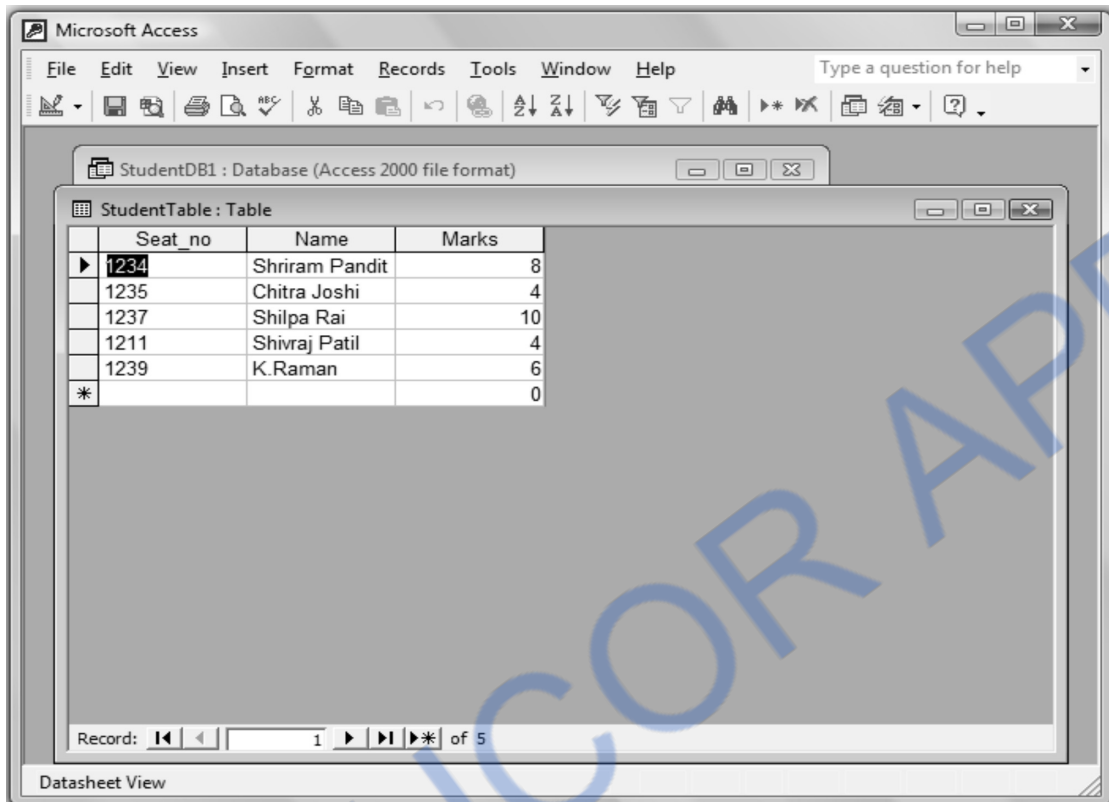 Microsoft Access
File Edit View Insert Format Records Tools Window Help Type a question for help
StudentDB1 : Database (Access 2000 file format)
StudentTable : Table
Seat_no Name Marks
1234 Shriram Pandit 8
1235 Chitra Joshi 4
1237 Shilpa Rai 10
1211 Shivraj Patil 4
1239 K.Raman 6
0
Record: 1 of 5
Datasheet View
ICOR AP